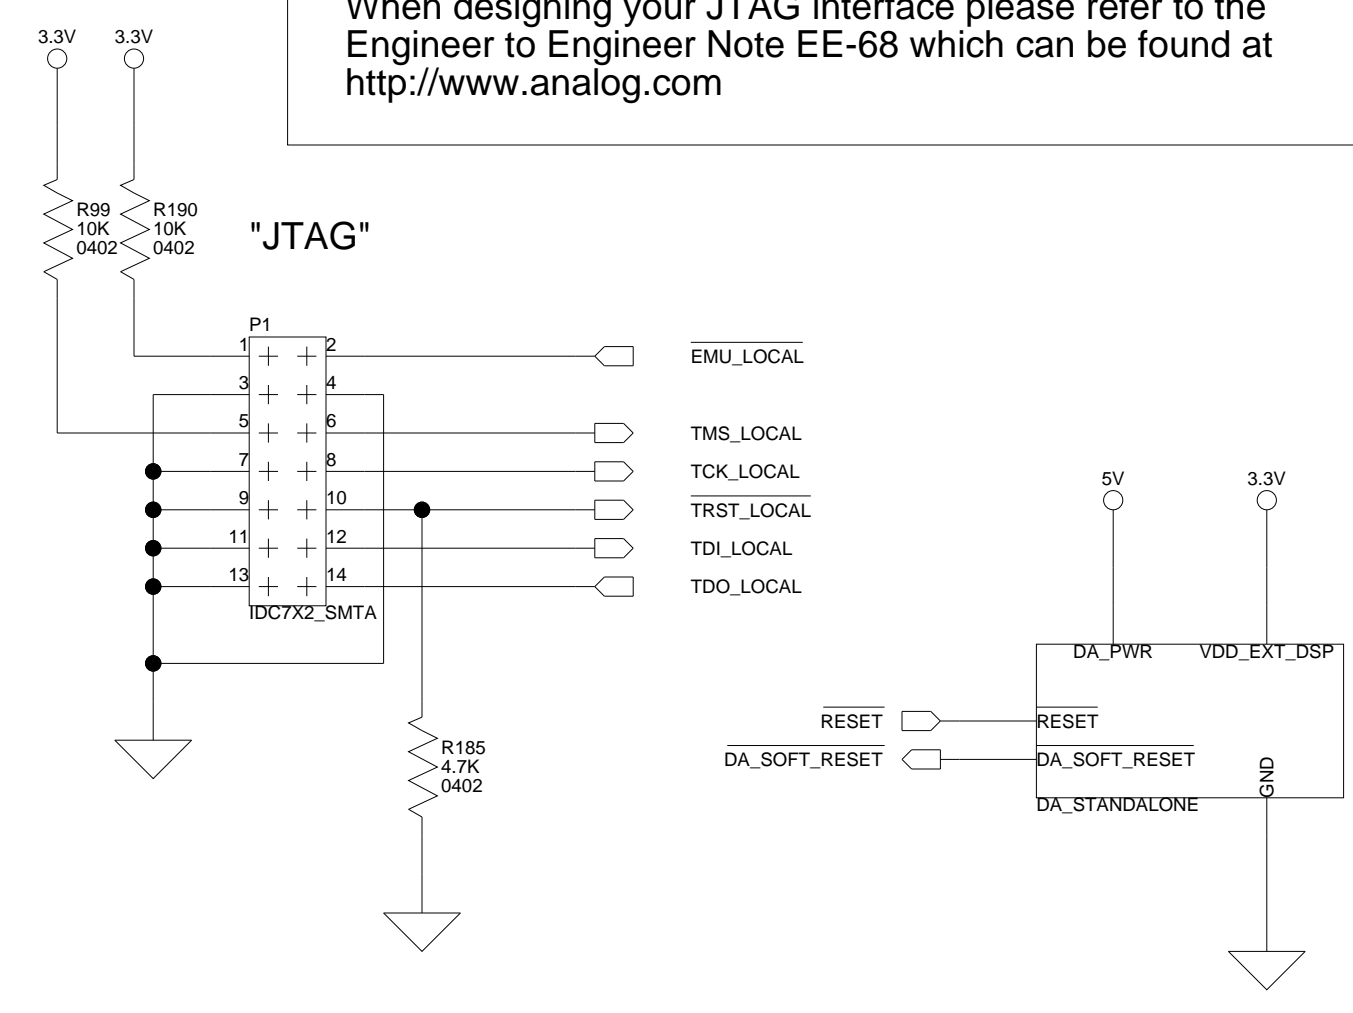 When designing your JTAG interface please refer to the
Engineer to Engineer Note EE-68 which can be found at
http://www.analog.com
3.3V 3.3V
R99
10K
0402
R190
10K
0402
"JTAG"
P1
1 2
EMU_LOCAL
3 4
5 6
TMS_LOCAL
7 8
TCK_LOCAL
9 10
TRST_LOCAL
11 12
TDI_LOCAL
13 14
TDO_LOCAL
IDC7X2_SMTA
R185
4.7K
0402
5V 3.3V
DA_PWR VDD_EXT_DSP
RESET RESET
DA_SOFT_RESET DA_SOFT_RESET
GND
DA_STANDALONE